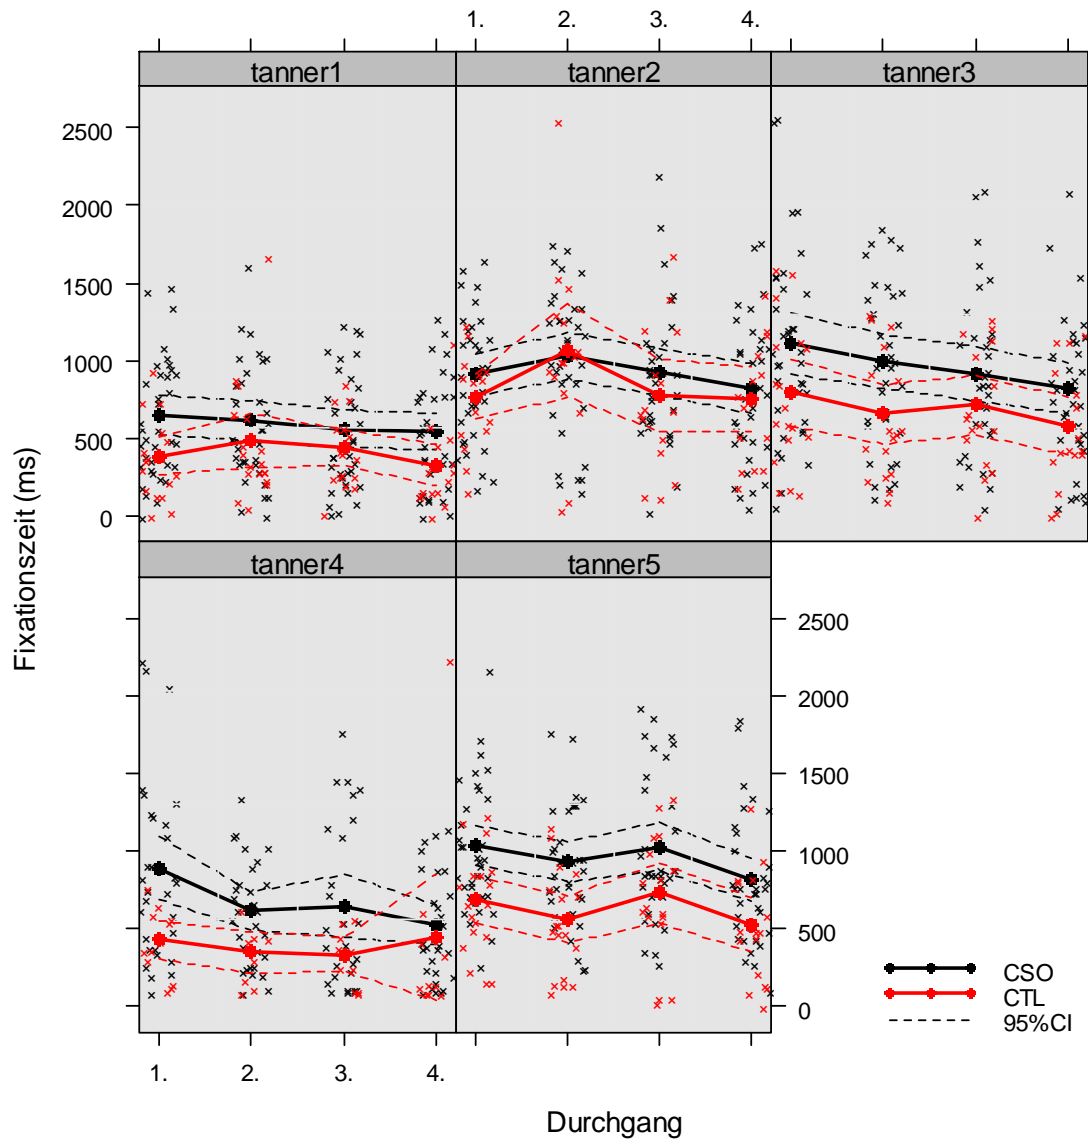 1. 2. 3. 4.
tanner1 tanner2 tanner3
2500
2000
1500
1000
500
0
Fixationszeit (ms)
tanner4 tanner5
2500
2000
1500
1000
500
0
CSO
CTL
95%CI
1. 2. 3. 4.
Durchgang